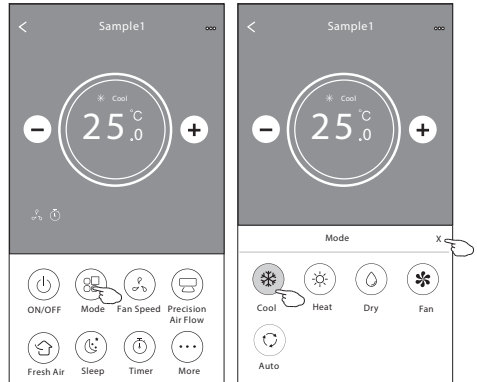 Sample1
Cool
25.0 °C
ON/OFF
Mode
Fan Speed
Precision
Air Flow
Fresh Air
Sleep
Timer
More
Sample1
Cool
25.0 °C
Mode
X
Cool
Heat
Dry
Fan
Auto